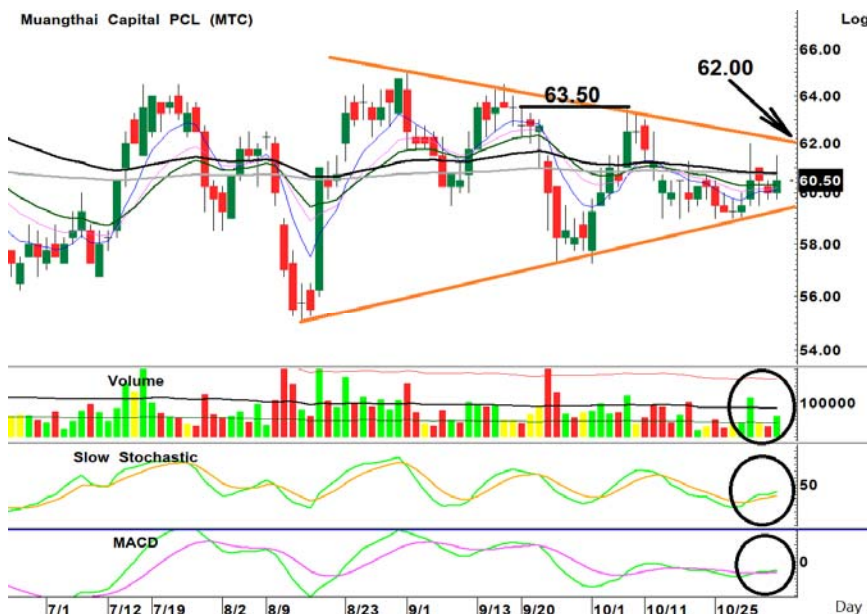 Muangthai Capital PCL (MTC)
Log
66.00
62.00
63.50
64.00
62.00
60.50
60.00
58.00
56.00
54.00
Volume
100000
Slow Stochastic
50
MACD
0
7/1 7/12 7/19 8/2 8/9 8/23 9/1 9/13 9/20 10/1 10/11 10/25 Day